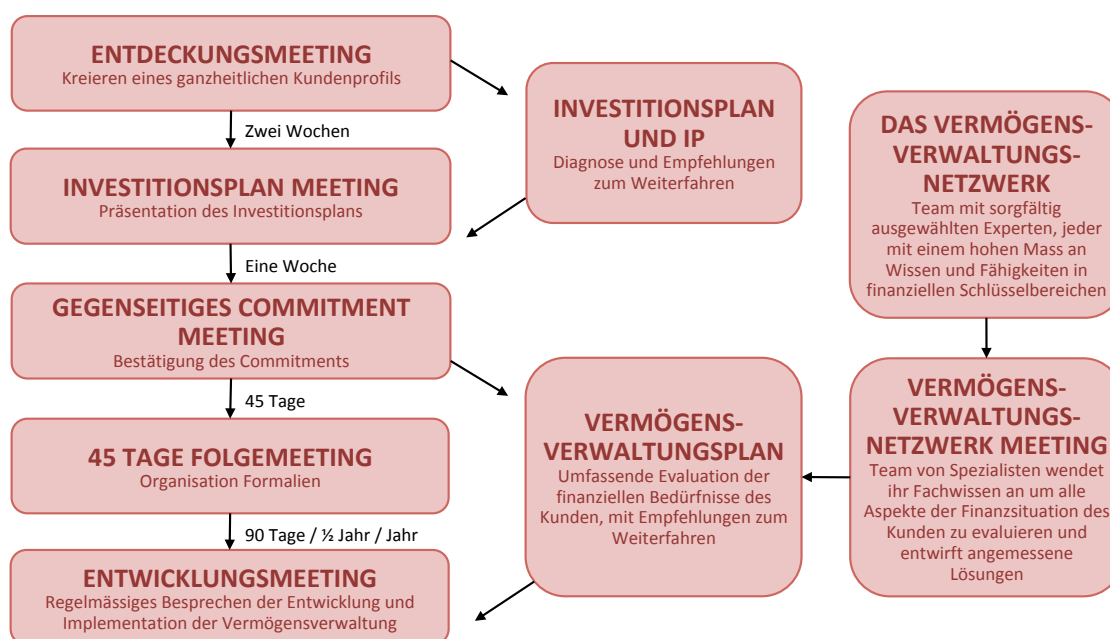 ENTDECKUNGSMEETING
Kreieren eines ganzheitlichen Kundenprofils
Zwei Wochen
INVESTITIONSPLAN MEETING
Präsentation des Investitionsplans
Eine Woche
GEGENSEITIGES COMMITMENT
MEETING
Bestätigung des Commitments
45 Tage
45 TAGE FOLGEMEETING
Organisation Formalien
90 Tage / ½ Jahr / Jahr
ENTWICKLUNGSMEETING
Regelmässiges Besprechen der Entwicklung und
Implementation der Vermögensverwaltung
INVESTITIONSPLAN
UND IP
Diagnose und Empfehlungen
zum Weiterfahren
VERMÖGENS-
VERWALTUNGSPLAN
Umfassende Evaluation der
finanziellen Bedürfnisse des
Kunden, mit Empfehlungen zum
Weiterfahren
DAS VERMÖGENS-
VERWALTUNGS-
NETZWERK
Team mit sorgfältig
ausgewählten Experten, jeder
mit einem hohen Mass an
Wissen und Fähigkeiten in
finanziellen Schlüsselbereichen
VERMÖGENS-
VERWALTUNGS-
NETZWERK MEETING
Team von Spezialisten wendet
ihr Fachwissen an um alle
Aspekte der Finanzsituation des
Kunden zu evaluieren und
entwirft angemessene
Lösungen